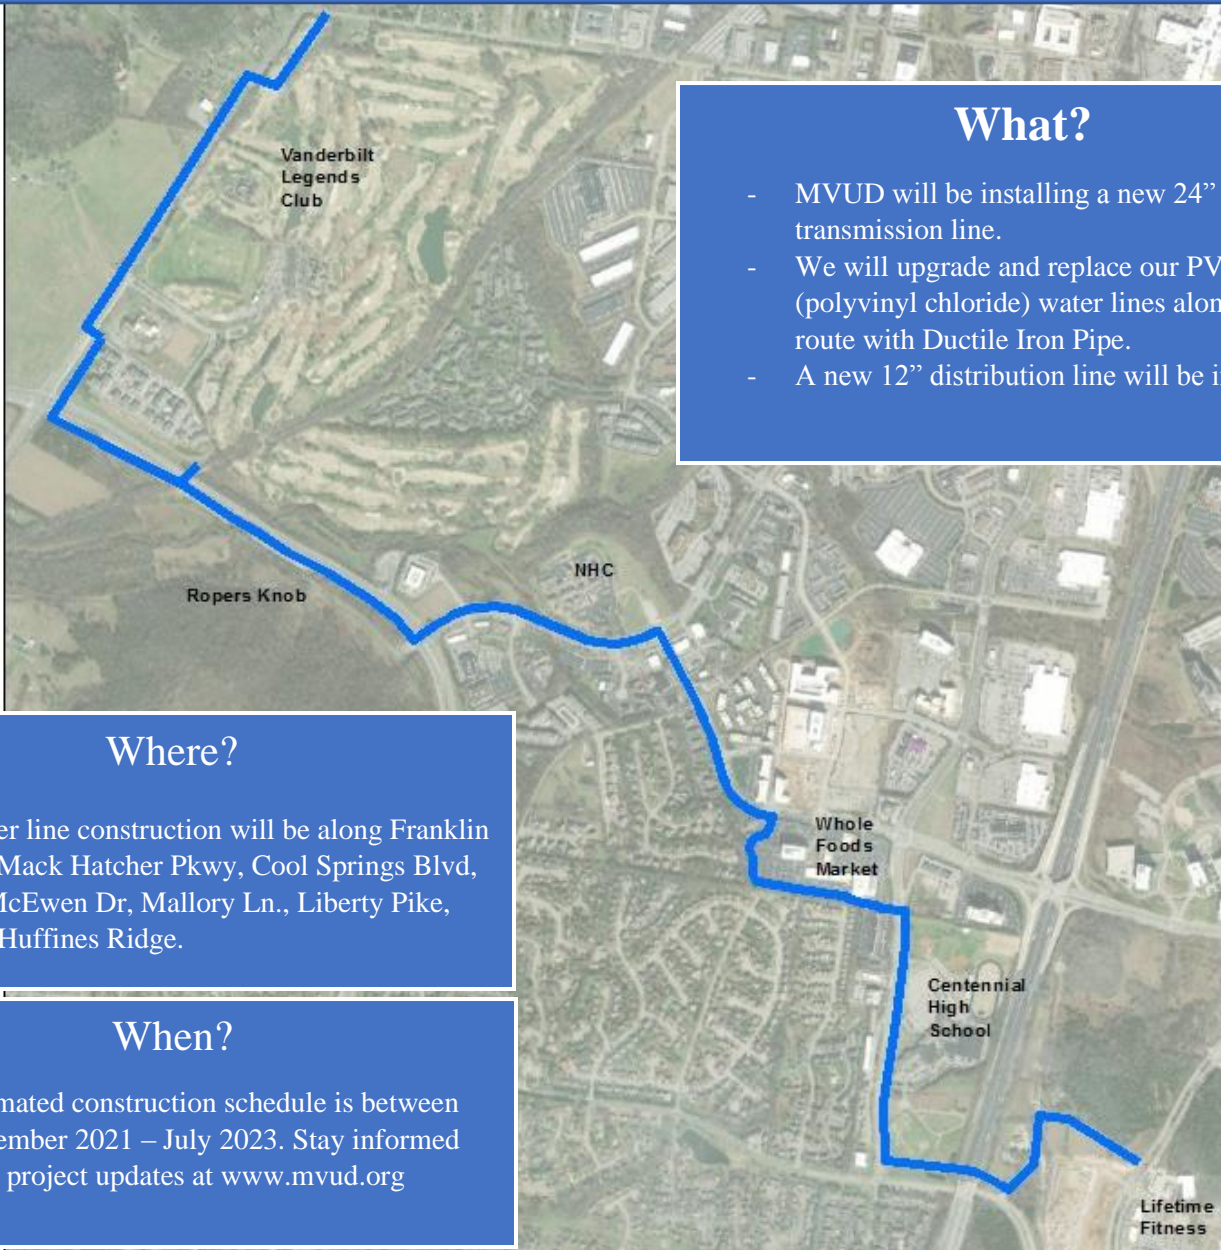 Vanderbilt
Legends
Club
What?
- MVUD will be installing a new 24”
transmission line.
- We will upgrade and replace our PV
(polyvinyl chloride) water lines alon
route with Ductile Iron Pipe.
- A new 12” distribution line will be i
NHC
Ropers Knob
Where?
er line construction will be along Franklin
Mack Hatcher Pkwy, Cool Springs Blvd,
McEwen Dr, Mallory Ln., Liberty Pike,
Huffines Ridge.
Whole
Foods
Market
Centennial
High
School
When?
mated construction schedule is between
ember 2021 – July 2023. Stay informed
project updates at www.mvud.org
Lifetime
Fitness